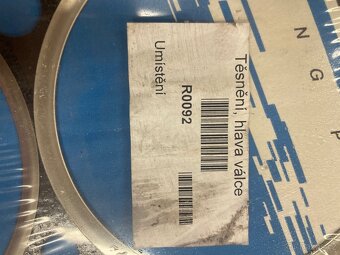 Těsnění, hlava válce
R0092
Umístění
N G P